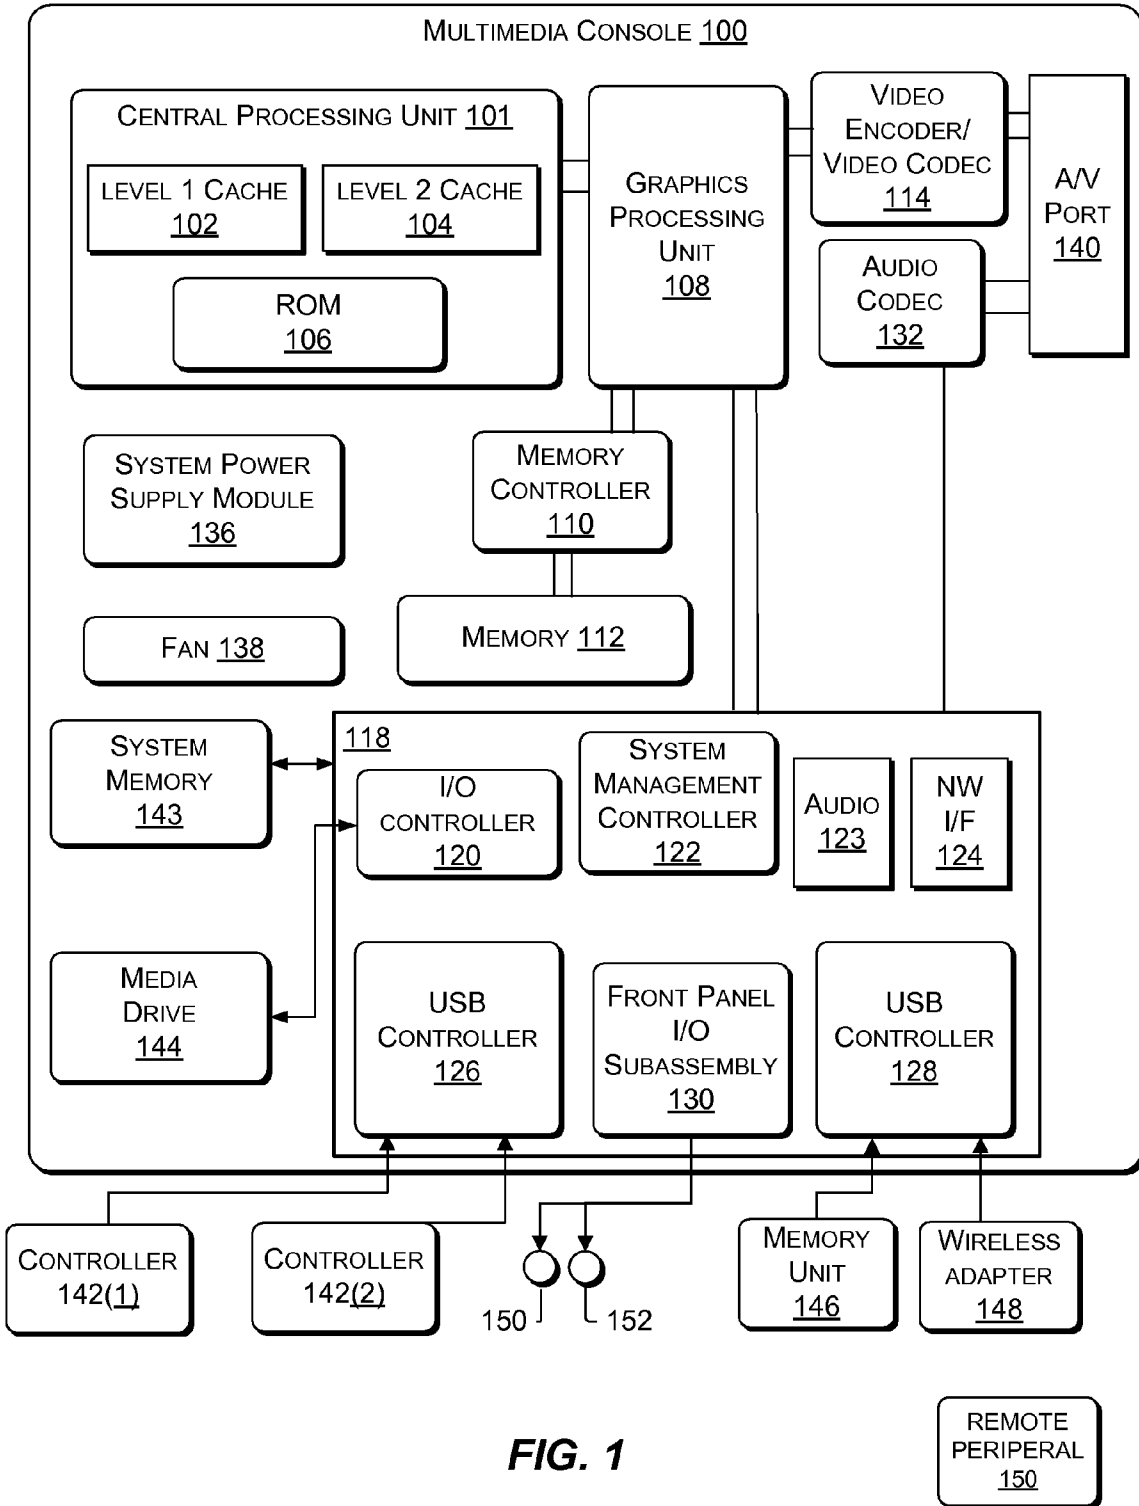 MULTIMEDIA CONSOLE 100
CENTRAL PROCESSING UNIT 101
LEVEL 1 CACHE
102
LEVEL 2 CACHE
104
ROM
106
GRAPHICS
PROCESSING
UNIT
108
VIDEO
ENCODER/
VIDEO CODEC
114
A/V
PORT
140
AUDIO
CODEC
132
SYSTEM POWER
SUPPLY MODULE
136
MEMORY
CONTROLLER
110
FAN 138
MEMORY 112
SYSTEM
MEMORY
143
118
I/O
CONTROLLER
120
SYSTEM
MANAGEMENT
CONTROLLER
122
AUDIO
123
NW
I/F
124
MEDIA
DRIVE
144
USB
CONTROLLER
126
FRONT PANEL
I/O
SUBASSEMBLY
130
USB
CONTROLLER
128
CONTROLLER
142(1)
CONTROLLER
142(2)
150
152
MEMORY
UNIT
146
WIRELESS
ADAPTER
148
FIG. 1
REMOTE
PERIPERAL
150